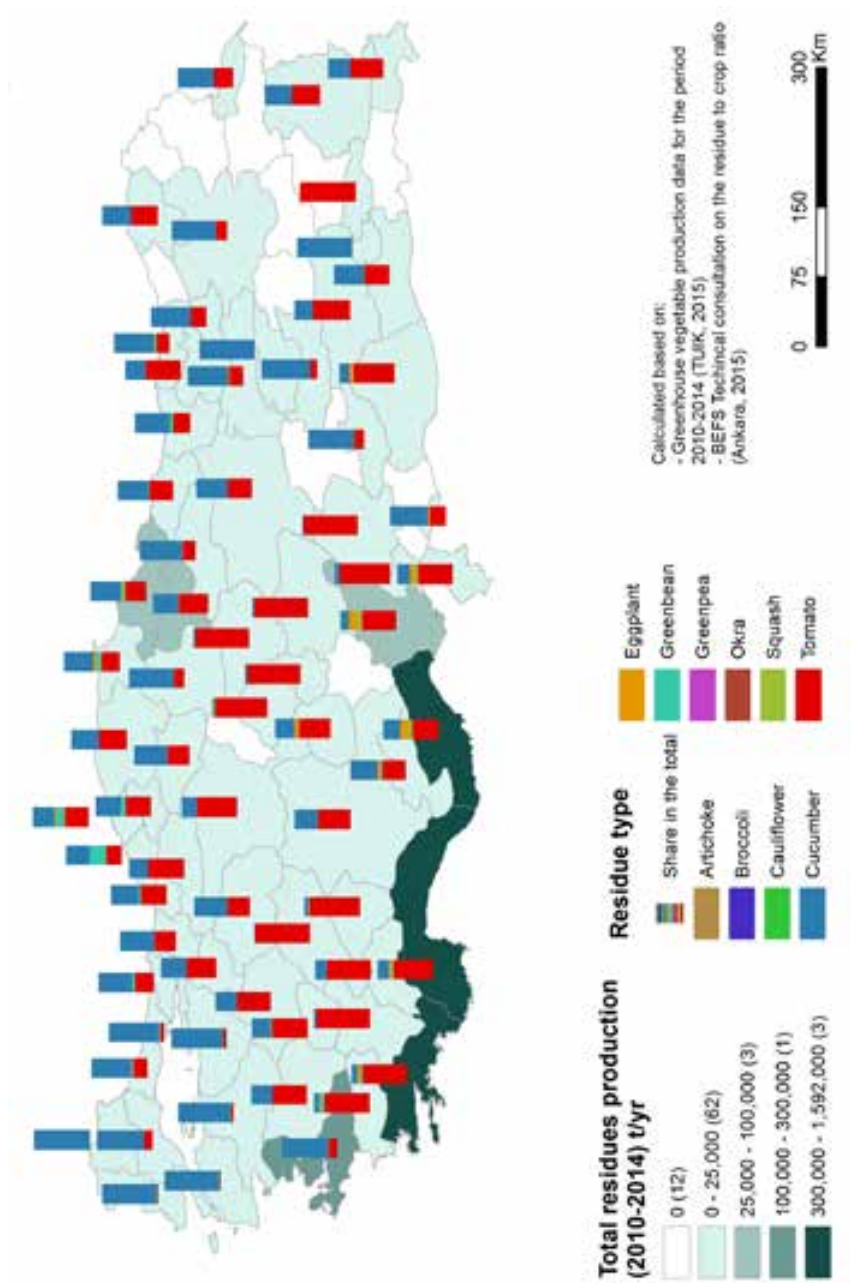 Total residues production
(2010-2014) t/yr
0 (12)
0 - 25,000 (62)
25,000 - 100,000 (3)
100,000 - 300,000 (1)
300,000 - 1,592,000 (3)
Residue type
Share in the total
Artichoke
Broccoli
Cauliflower
Cucumber
Eggplant
Greenbean
Greenpea
Okra
Squash
Tomato
Calculated based on:
- Greenhouse vegetable production data for the period
2010-2014 (TUIK, 2015)
- BEFS Techincal consultation on the residue to crop ratio
(Ankara, 2015)
0 75 150 300
Km